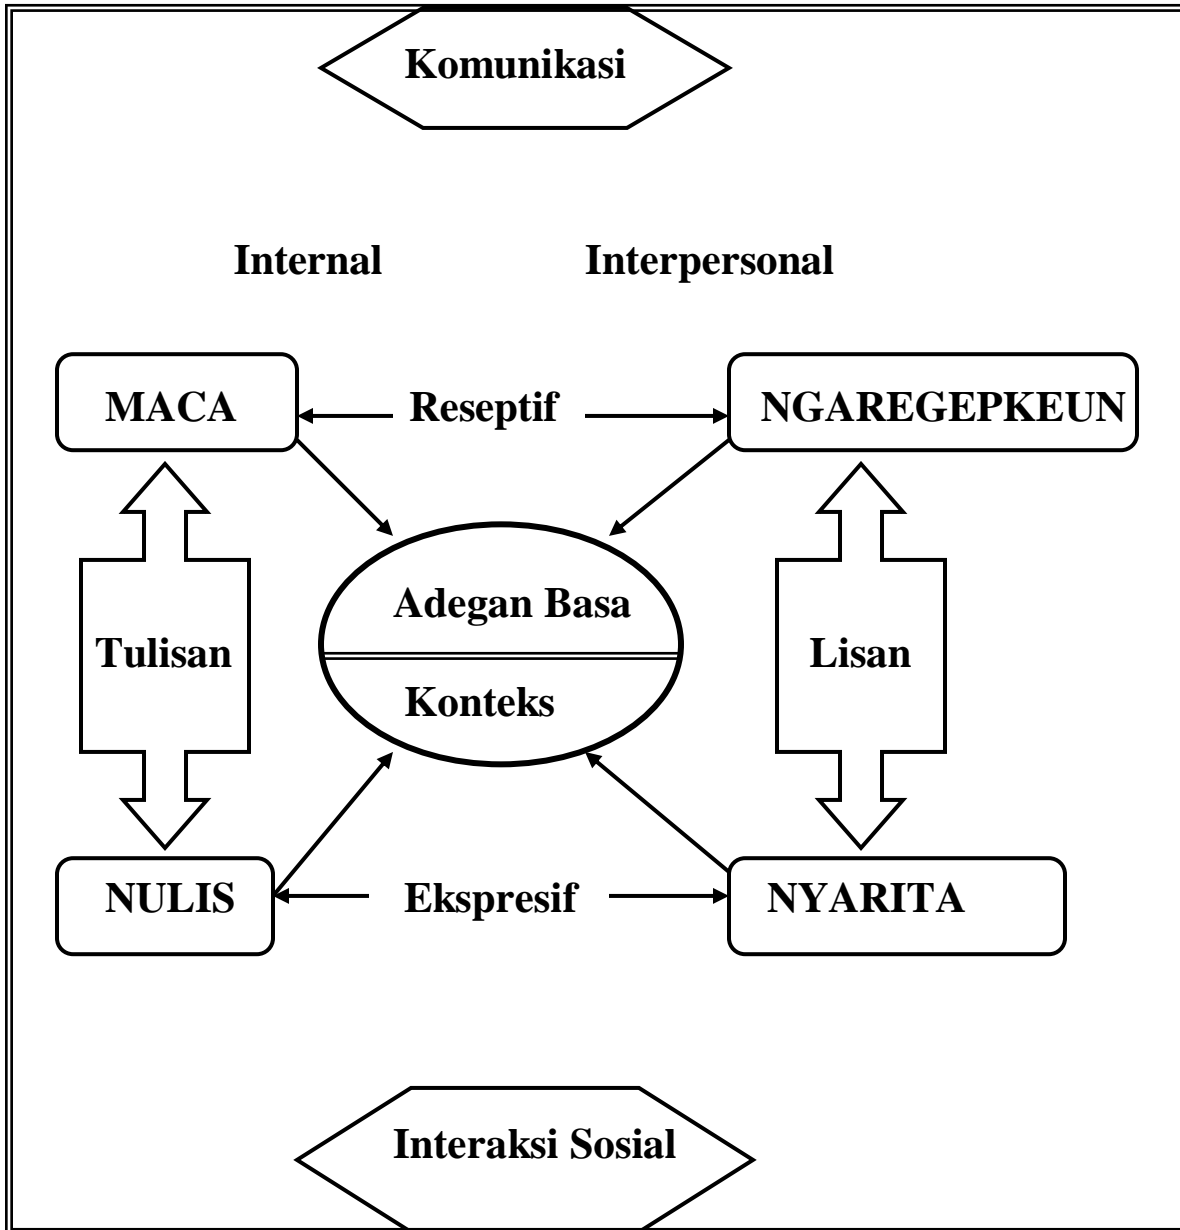 Komunikasi
Internal
Interpersonal
MACA
Reseptif
NGAREGEPKEUN
Adegan Basa
Tulisan
Lisan
Konteks
NULIS
Ekspresif
NYARITA
Interaksi Sosial